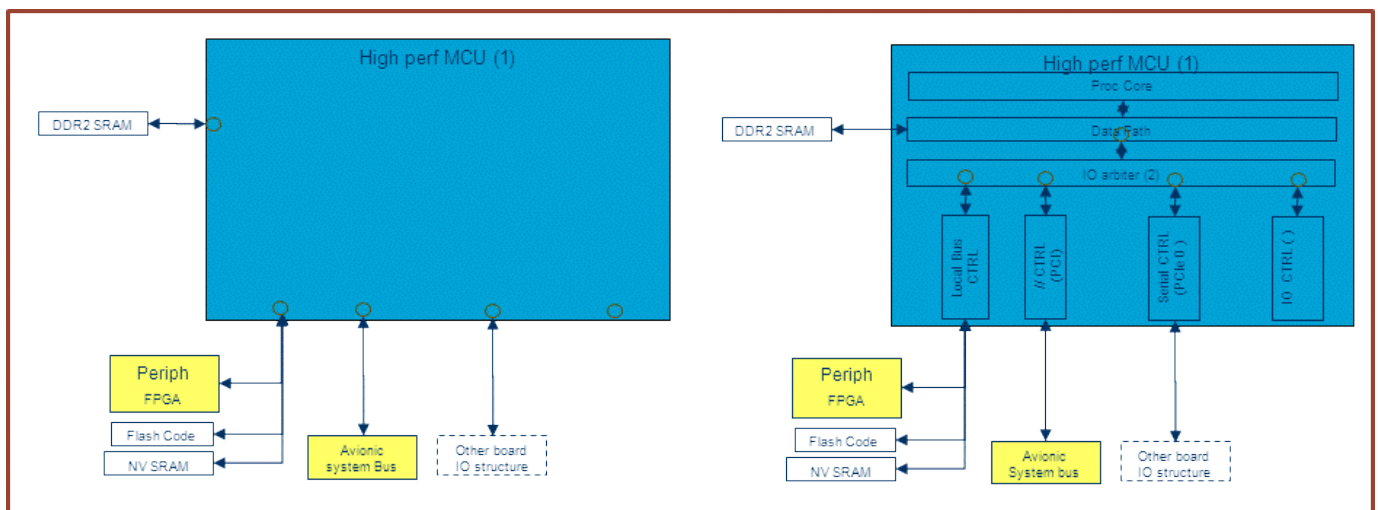 High perf MCU (1)
DDR2 SRAM
Periph
FPGA
Flash Code
NV SRAM
Avionic
system Bus
Other board
IO structure
High perf MCU (1)
Proc Core
DDR2 SRAM
Data Path
IO arbiter (2)
Local Bus
CTRL
// CTRL
(PCI)
Serial CTRL
(PCIe 0 )
IO CTRL ( )
Periph
FPGA
Flash Code
NV SRAM
Avionic
System bus
Other board
IO structure